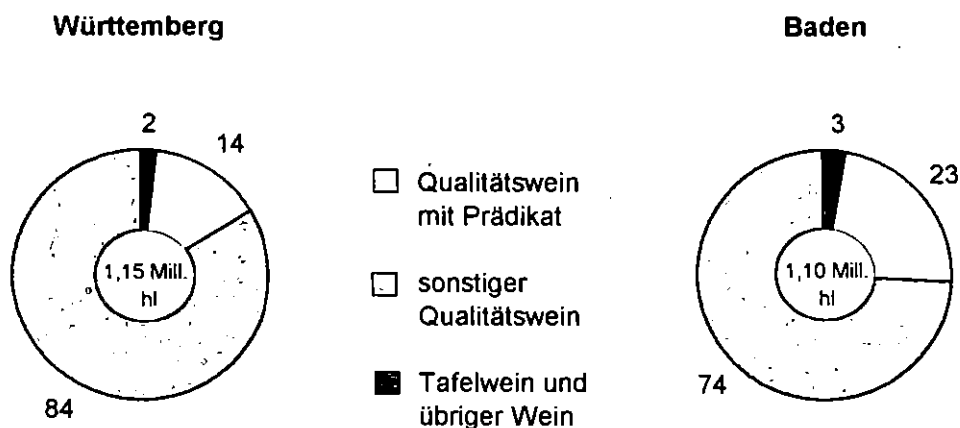 Württemberg
Baden
2
14
84
1,15 Mill.
hl
Qualitätswein
mit Prädikat
sonstiger
Qualitätswein
Tafelwein und
übriger Wein
3
23
74
1,10 Mill.
hl